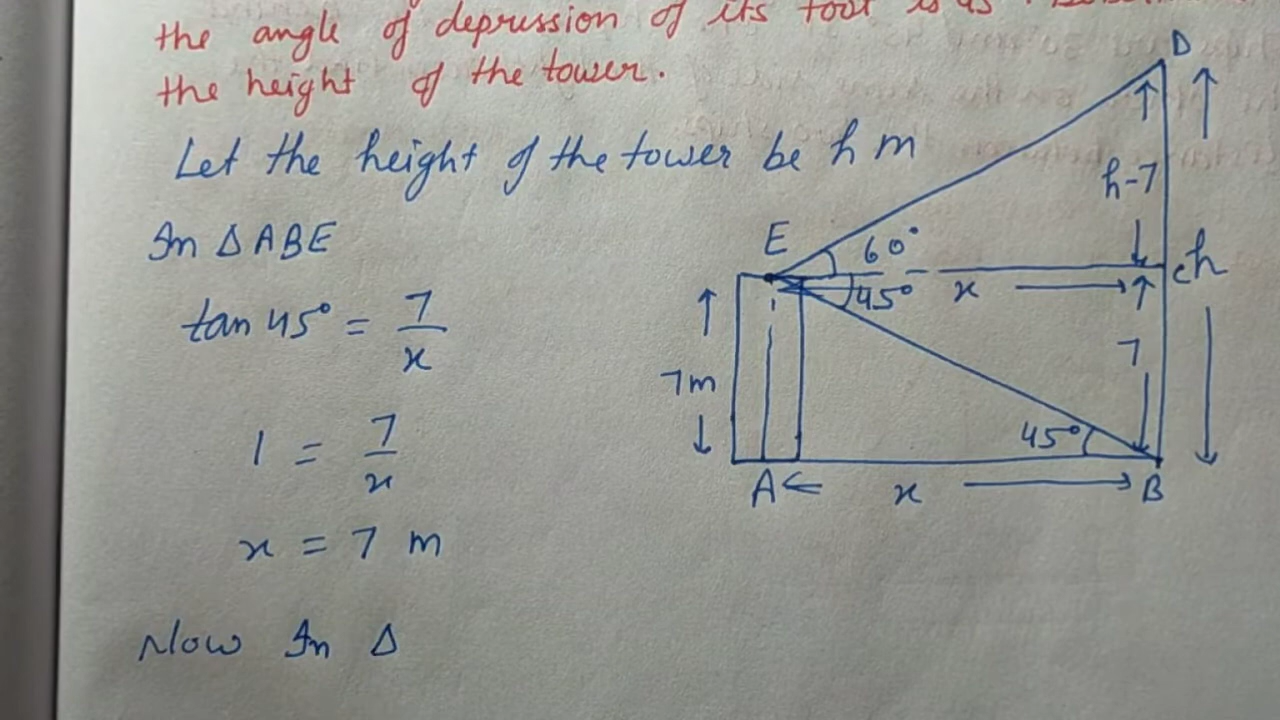 the angle of depression of its foot is 45
the height of the tower.
Let the height of the tower be h m
In Δ ABE
tan 45° = 7/x
1 = 7/x
x = 7 m
Now In Δ
D
h-7
E
60°
45°
x
c
h
7m
7
45°
A
x
B